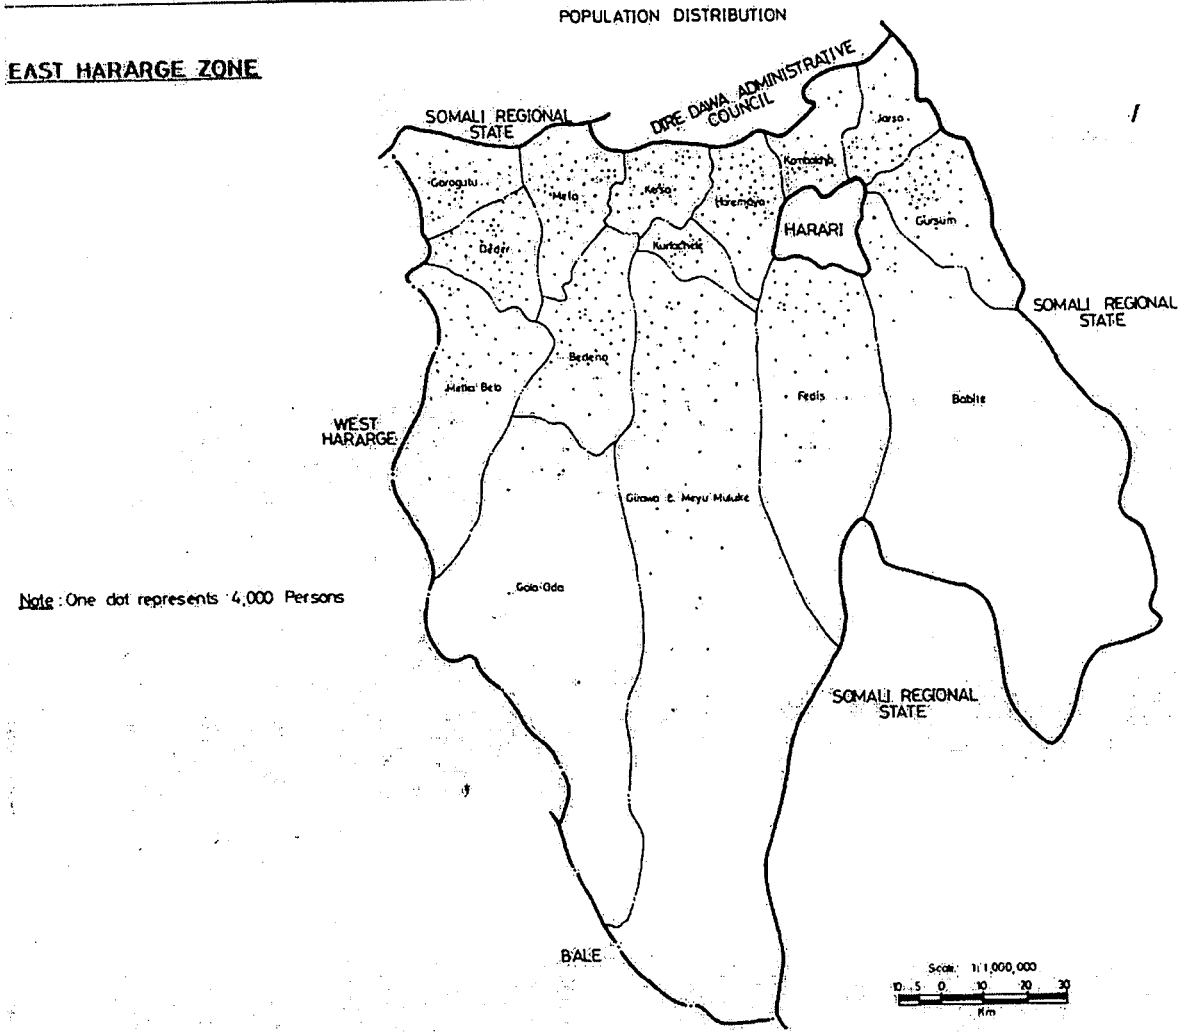 POPULATION DISTRIBUTION
EAST HARARGE ZONE
SOMALI REGIONAL
STATE
DIRE DAWA ADMINISTRATIVE
COUNCIL
Jarso
Kombolcha
Gorogutu
Meta
Kersa
Haremaya
Gursum
Deder
Kurfachele
HARARI
SOMALI REGIONAL
STATE
Bedeno
Melka Belo
Fedis
Babile
WEST
HARARGE
Girawa & Meyu Muluke
Gola Oda
Note : One dot represents 4,000 Persons
SOMALI REGIONAL
STATE
BALE
Scale: 1:1,000,000
10 5 0 10 20 30
Km